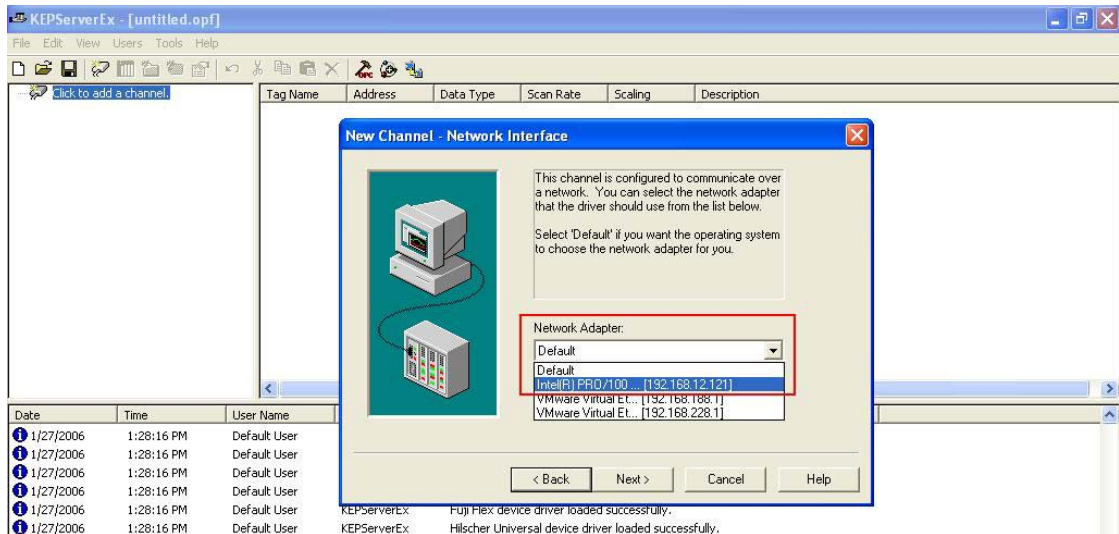 KEPServerEx - [untitled.opf]
File Edit View Users Tools Help
Click to add a channel.
Tag Name Address Data Type Scan Rate Scaling Description
New Channel - Network Interface
This channel is configured to communicate over
a network. You can select the network adapter
that the driver should use from the list below.
Select 'Default' if you want the operating system
to choose the network adapter for you.
Network Adapter:
Default
Default
Intel(R) PRO/100 ... [192.168.12.121]
VMware Virtual Et... [192.168.188.1]
VMware Virtual Et... [192.168.228.1]
< Back Next > Cancel Help
Date Time User Name
1/27/2006 1:28:16 PM Default User
1/27/2006 1:28:16 PM Default User
1/27/2006 1:28:16 PM Default User
1/27/2006 1:28:16 PM Default User
1/27/2006 1:28:16 PM Default User KEPServerEx Fuji Flex device driver loaded successfully.
1/27/2006 1:28:16 PM Default User KEPServerEx Hilscher Universal device driver loaded successfully.